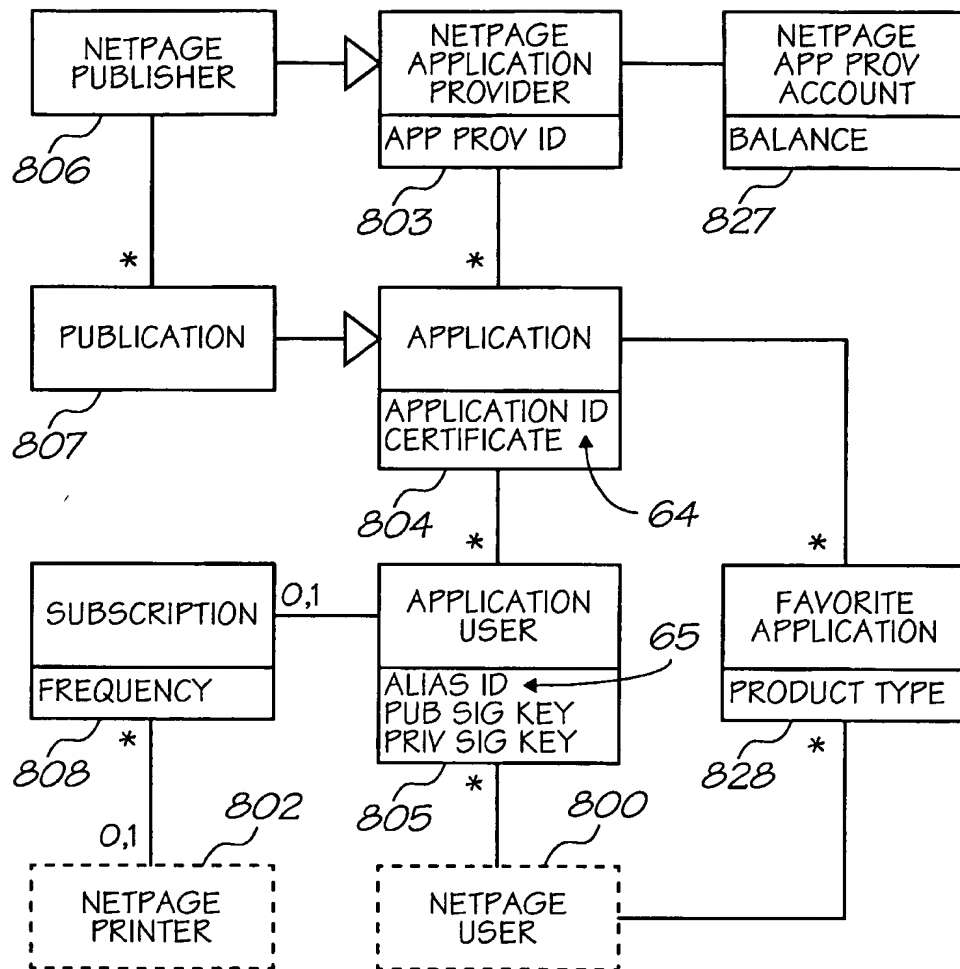 NETPAGE
PUBLISHER
806
NETPAGE
APPLICATION
PROVIDER
APP PROV ID
803
NETPAGE
APP PROV
ACCOUNT
BALANCE
827
*
*
PUBLICATION
807
APPLICATION
APPLICATION ID
CERTIFICATE
804
64
*
*
SUBSCRIPTION
FREQUENCY
808
0,1
APPLICATION
USER
65
ALIAS ID
PUB SIG KEY
PRIV SIG KEY
805
FAVORITE
APPLICATION
PRODUCT TYPE
828
*
*
*
0,1
802
NETPAGE
PRINTER
800
NETPAGE
USER